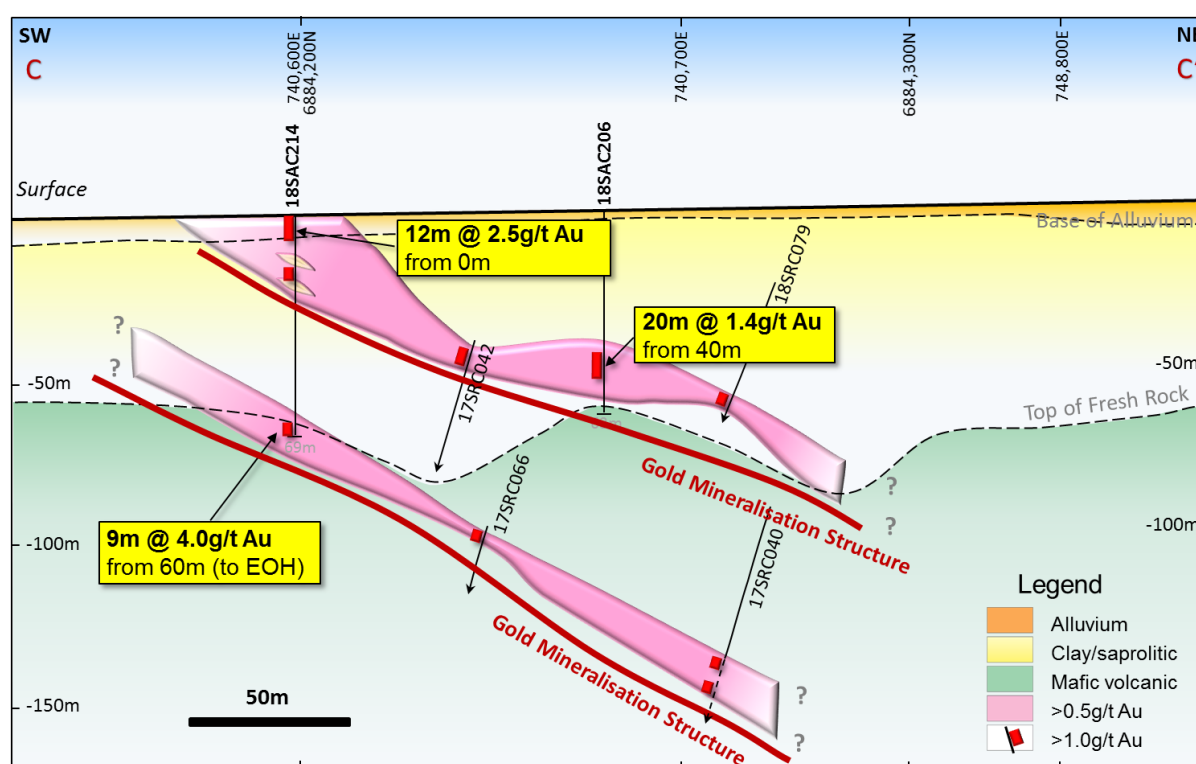 SW
C
740,600E
6884,200N
740,700E
6884,300N
748,800E
NE
C'
Surface
18SAC214
18SAC206
18SRC079
Base of Alluvium
12m @ 2.5g/t Au
from 0m
20m @ 1.4g/t Au
from 40m
?
?
-50m
-50m
17SRC042
Top of Fresh Rock
69m
Gold Mineralisation Structure
17SRC066
?
?
9m @ 4.0g/t Au
from 60m (to EOH)
-100m
-100m
17SRC040
Gold Mineralisation Structure
?
?
50m
-150m
Legend
Alluvium
Clay/saprolitic
Mafic volcanic
>0.5g/t Au
>1.0g/t Au